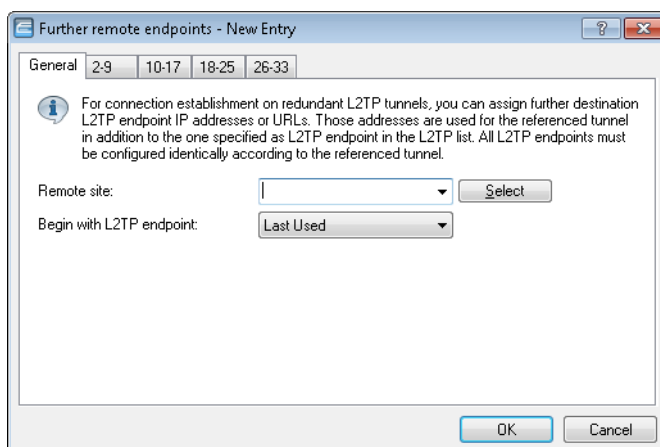 Further remote endpoints - New Entry
General 2-9 10-17 18-25 26-33
For connection establishment on redundant L2TP tunnels, you can assign further destination
L2TP endpoint IP addresses or URLs. Those addresses are used for the referenced tunnel
in addition to the one specified as L2TP endpoint in the L2TP list. All L2TP endpoints must
be configured identically according to the referenced tunnel.
Remote site: Select
Begin with L2TP endpoint: Last Used
OK Cancel